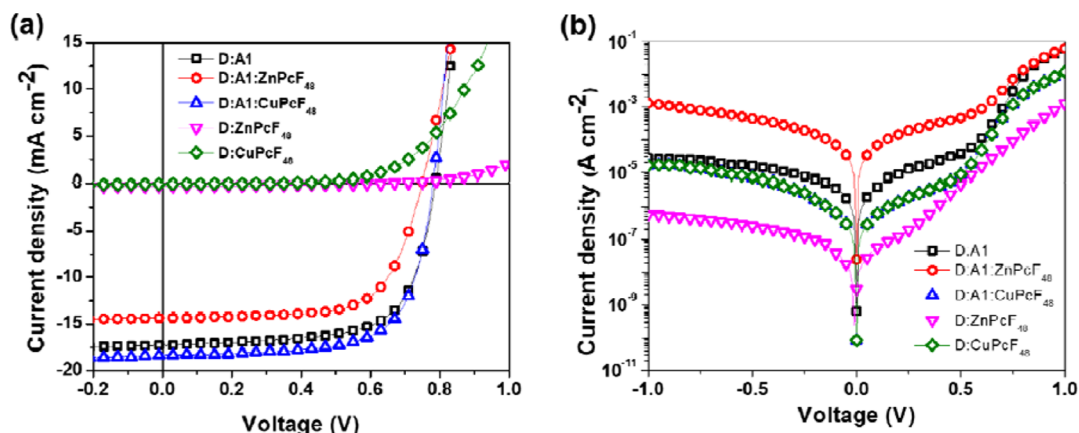 (a)
15
10
5
0
-5
-10
-15
-20
Current density (mA cm⁻²)
D:A1
D:A1:ZnPcF₄₈
D:A1:CuPcF₄₈
D:ZnPcF₄₈
D:CuPcF₄₈
-0.2 0.0 0.2 0.4 0.6 0.8 1.0
Voltage (V)
(b)
10⁻¹
10⁻³
10⁻⁵
10⁻⁷
10⁻⁹
10⁻¹¹
Current density (A cm⁻²)
D:A1
D:A1:ZnPcF₄₈
D:A1:CuPcF₄₈
D:ZnPcF₄₈
D:CuPcF₄₈
-1.0 -0.5 0.0 0.5 1.0
Voltage (V)